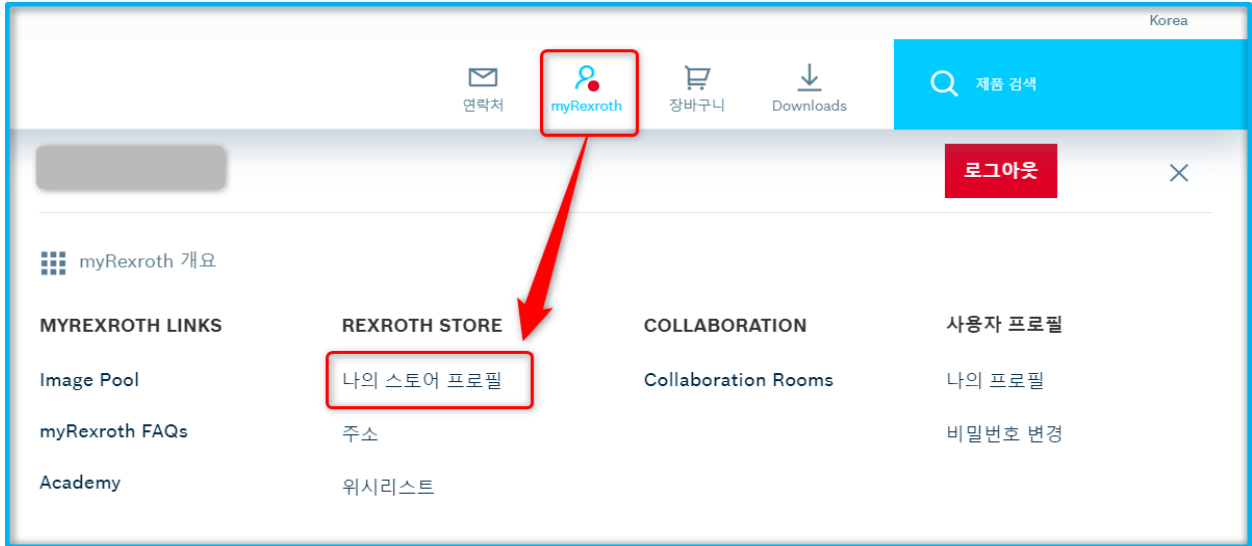 Korea
연락처
myRexroth
장바구니
Downloads
제품 검색
로그아웃
myRexroth 개요
MYREXROTH LINKS
Image Pool
myRexroth FAQs
Academy
REXROTH STORE
나의 스토어 프로필
주소
위시리스트
COLLABORATION
Collaboration Rooms
사용자 프로필
나의 프로필
비밀번호 변경